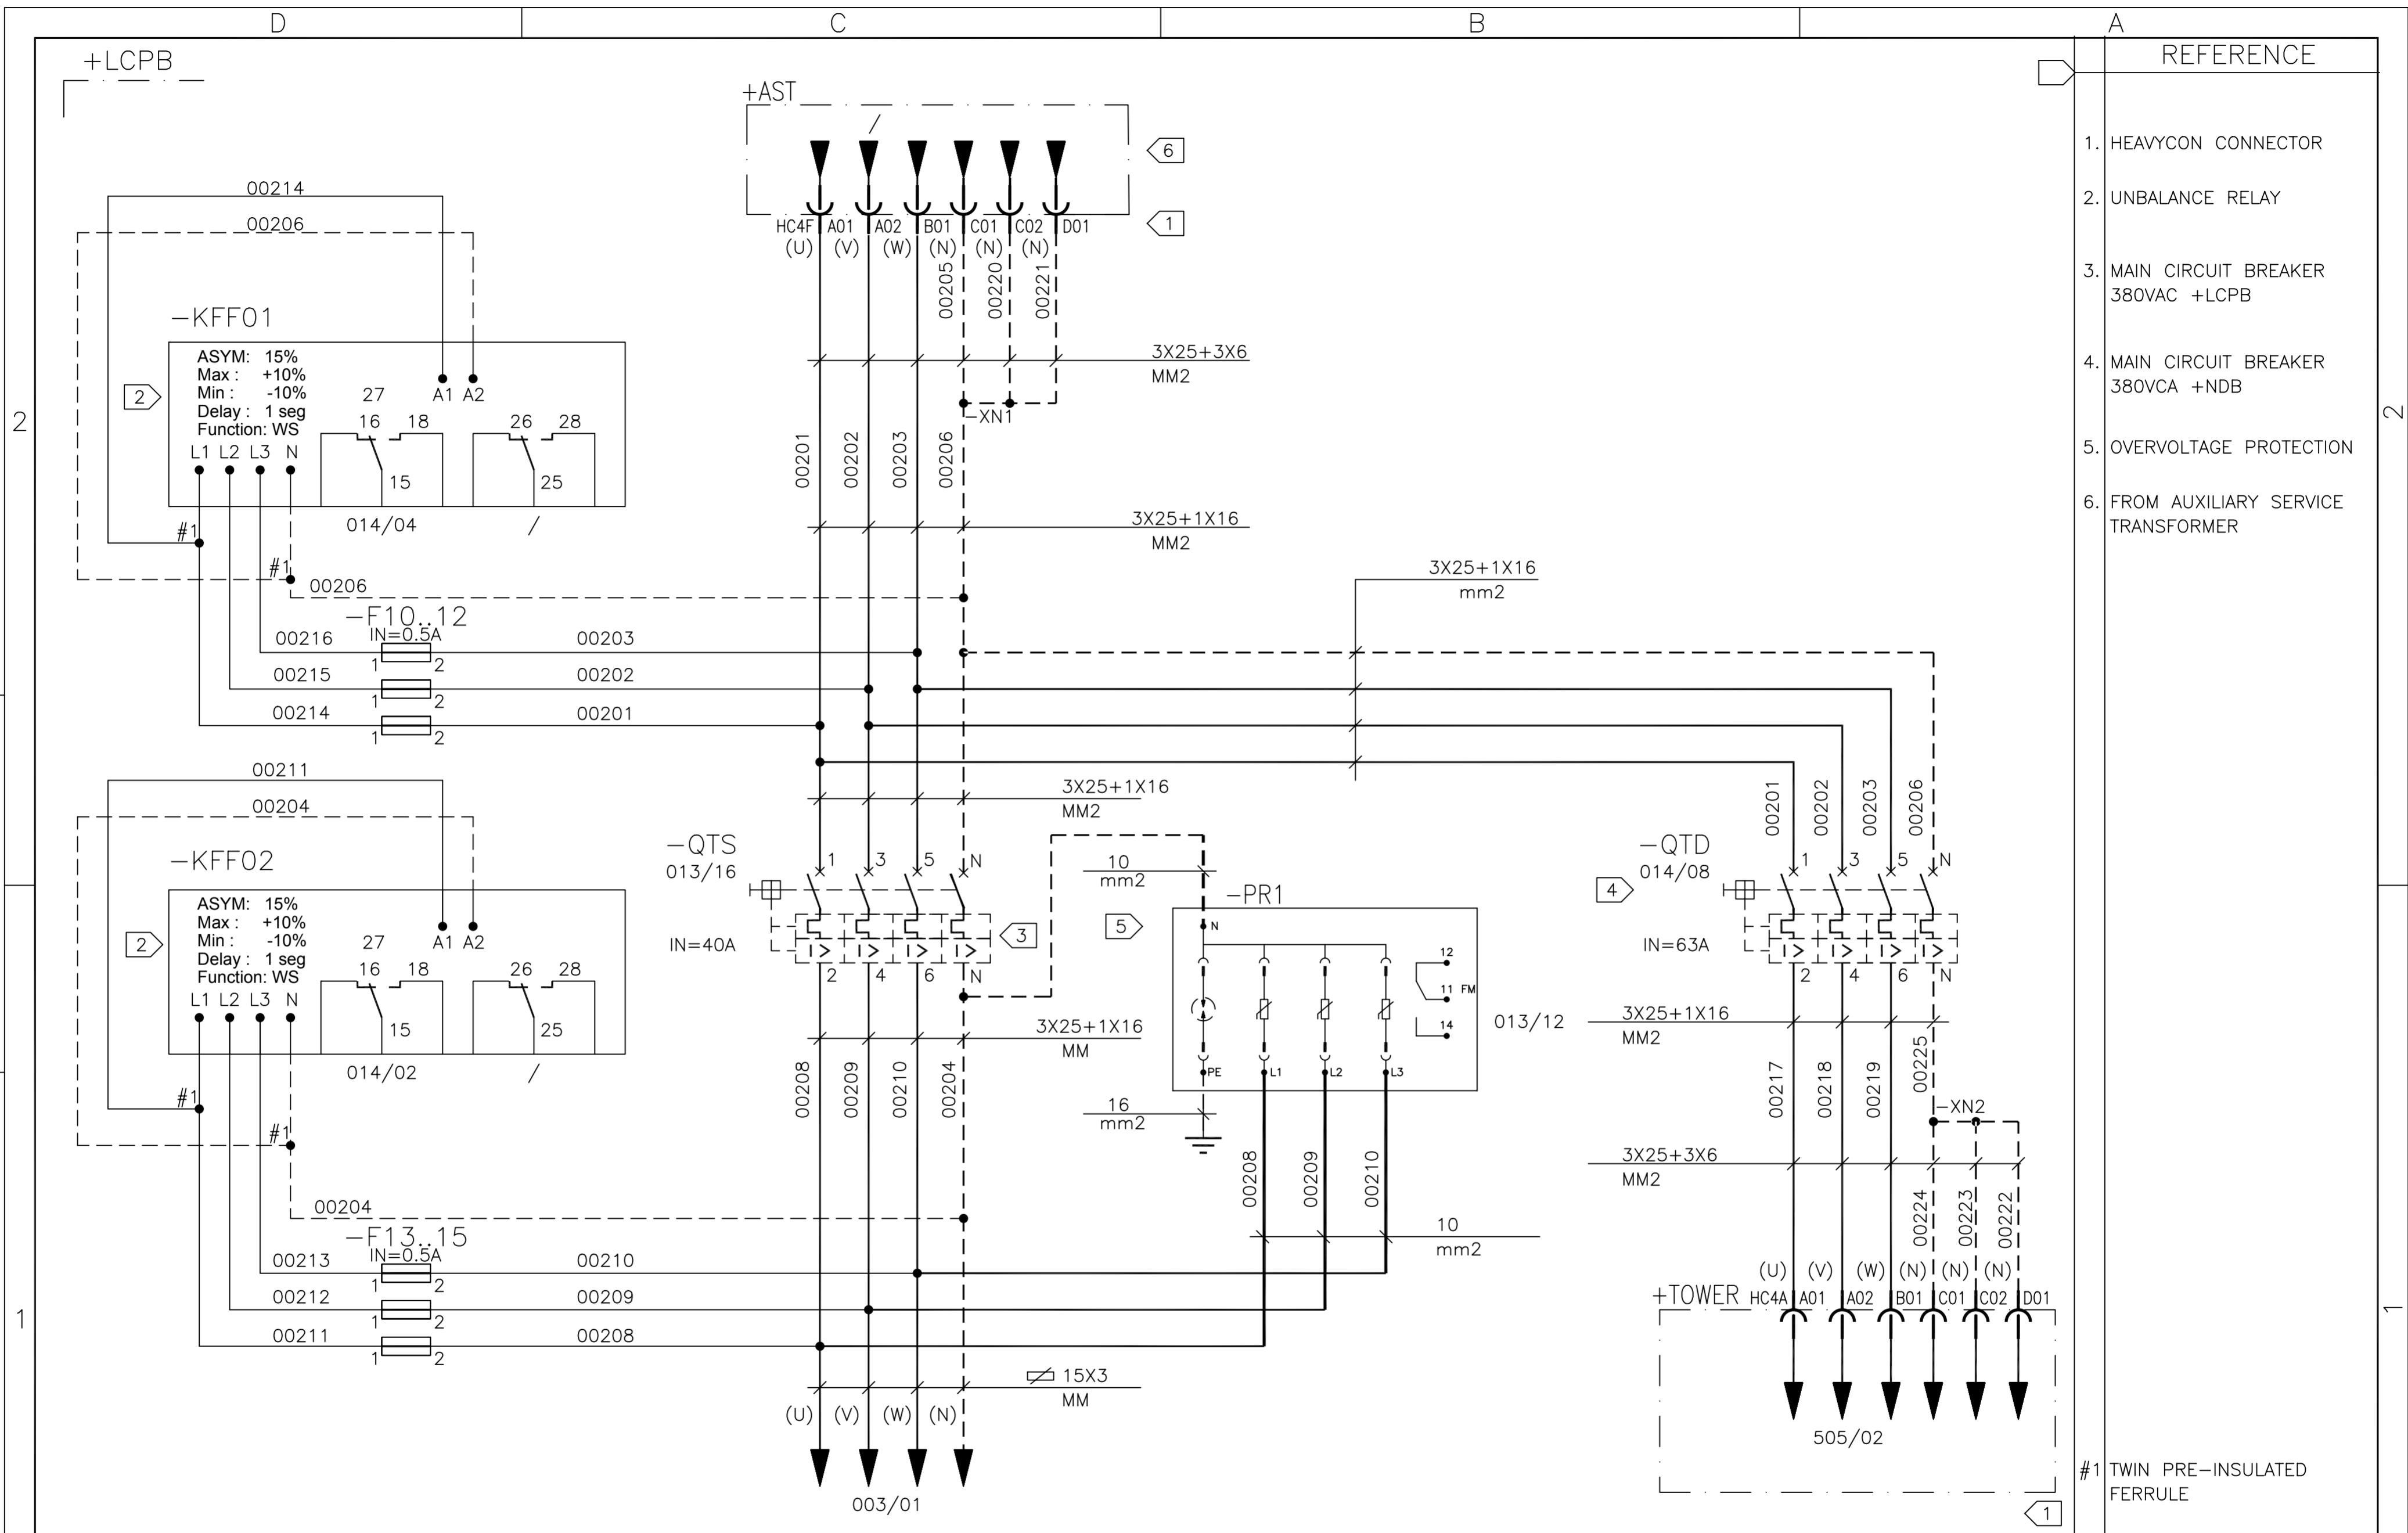 D
C
B
A
+LCPB
REFERENCE
1. HEAVYCON CONNECTOR
2. UNBALANCE RELAY
3. MAIN CIRCUIT BREAKER
380VAC +LCPB
4. MAIN CIRCUIT BREAKER
380VCA +NDB
5. OVERVOLTAGE PROTECTION
6. FROM AUXILIARY SERVICE
TRANSFORMER
#1 TWIN PRE-INSULATED
FERRULE
2
2
1
1
+AST
/
6
1
HC4F A01 A02 B01 C01 C02 D01
(U) (V) (W) (N) (N) (N)
00205
00220
00221
3X25+3X6
MM2
-XN1
00201
00202
00203
00206
3X25+1X16
MM2
3X25+1X16
mm2
00214
00206
-KFF01
2
ASYM: 15%
Max : +10%
Min : -10%
Delay : 1 seg
Function: WS
L1 L2 L3 N
27
16 18
15
A1 A2
26 28
25
014/04
/
#1
#1
00206
-F10..12
IN=0.5A
00216 1 2 00203
00215 1 2 00202
00214 1 2 00201
00211
00204
-KFF02
2
ASYM: 15%
Max : +10%
Min : -10%
Delay : 1 seg
Function: WS
L1 L2 L3 N
27
16 18
15
A1 A2
26 28
25
014/02
/
#1
#1
00204
-F13..15
IN=0.5A
00213 1 2 00210
00212 1 2 00209
00211 1 2 00208
3X25+1X16
MM2
-QTS
013/16
1 3 5 N
IN=40A
I> I> I> I>
3
2 4 6 N
3X25+1X16
MM
00208
00209
00210
00204
15X3
MM
(U) (V) (W) (N)
003/01
10
mm2
-PR1
5
N
12
11 FM
14
013/12
PE L1 L2 L3
16
mm2
00208
00209
00210
10
mm2
00201
00202
00203
00206
-QTD
014/08
4
1 3 5 N
IN=63A
I> I> I> I>
2 4 6 N
3X25+1X16
MM2
00217
00218
00219
00225
-XN2
3X25+3X6
MM2
00224
00223
00222
(U) (V) (W) (N) (N) (N)
+TOWER HC4A A01 A02 B01 C01 C02 D01
505/02
1